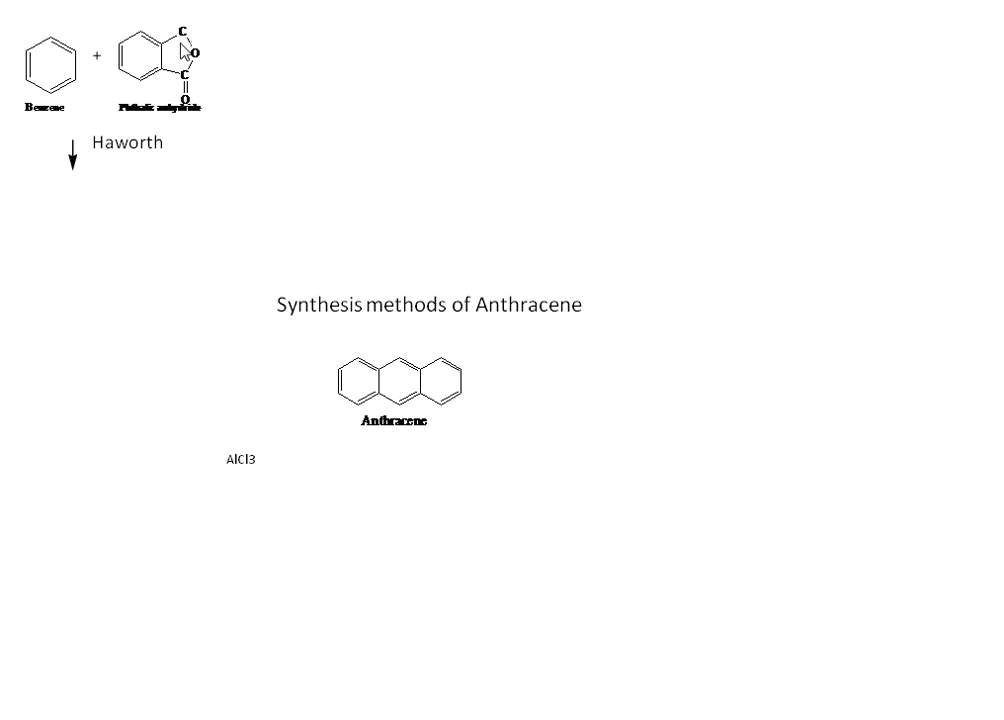 C
+
O
C
O
Benzene
Phthalic anhydride
Haworth
Synthesis methods of Anthracene
Anthracene
AlCl3